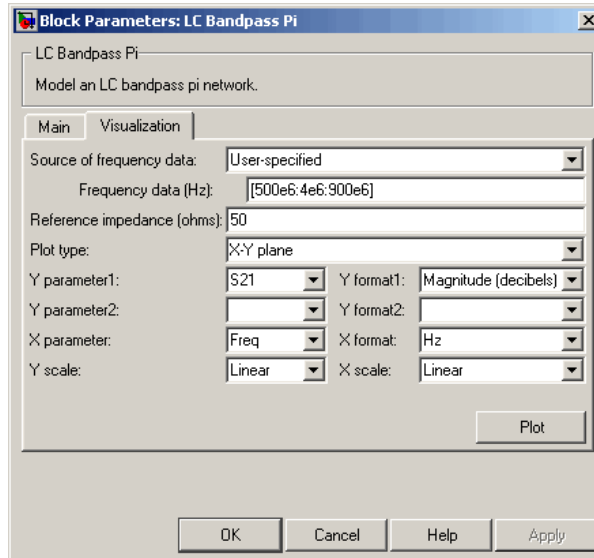 Block Parameters: LC Bandpass Pi
LC Bandpass Pi
Model an LC bandpass pi network.
Main Visualization
Source of frequency data: User-specified
Frequency data (Hz): [500e6:4e6:900e6]
Reference impedance (ohms): 50
Plot type: X-Y plane
Y parameter1: S21 Y format1: Magnitude (decibels)
Y parameter2: Y format2:
X parameter: Freq X format: Hz
Y scale: Linear X scale: Linear
Plot
OK Cancel Help Apply